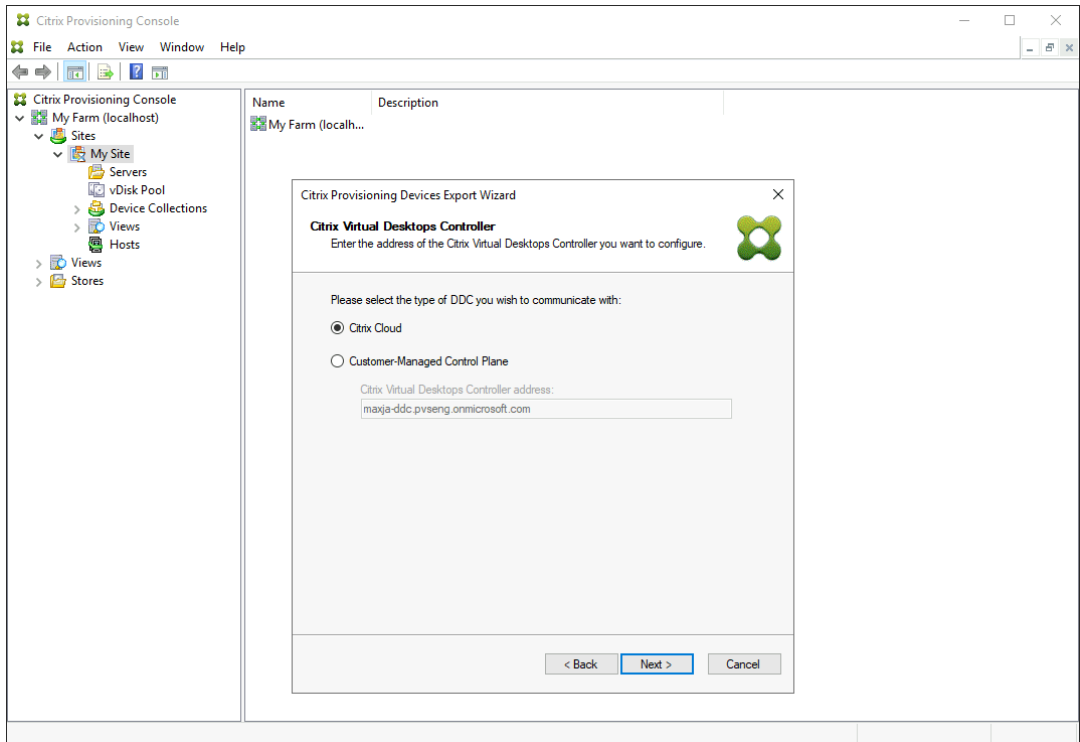 Citrix Provisioning Console
File Action View Window Help
Citrix Provisioning Console
My Farm (localhost)
Sites
My Site
Servers
vDisk Pool
Device Collections
Views
Hosts
Views
Stores
Name Description
My Farm (localh...
Citrix Provisioning Devices Export Wizard
Citrix Virtual Desktops Controller
Enter the address of the Citrix Virtual Desktops Controller you want to configure.
Please select the type of DDC you wish to communicate with:
Citrix Cloud
Customer-Managed Control Plane
Citrix Virtual Desktops Controller address:
maxja-ddc.pvseng.onmicrosoft.com
< Back Next > Cancel